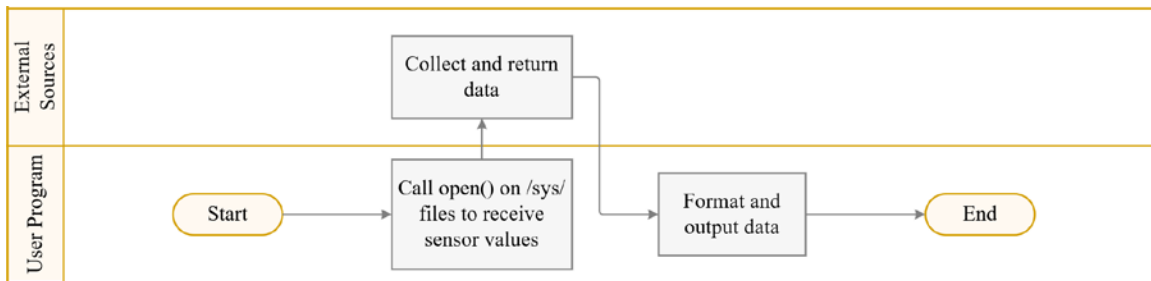 External
Sources
Collect and return
data
User Program
Start
Call open() on /sys/
files to receive
sensor values
Format and
output data
End